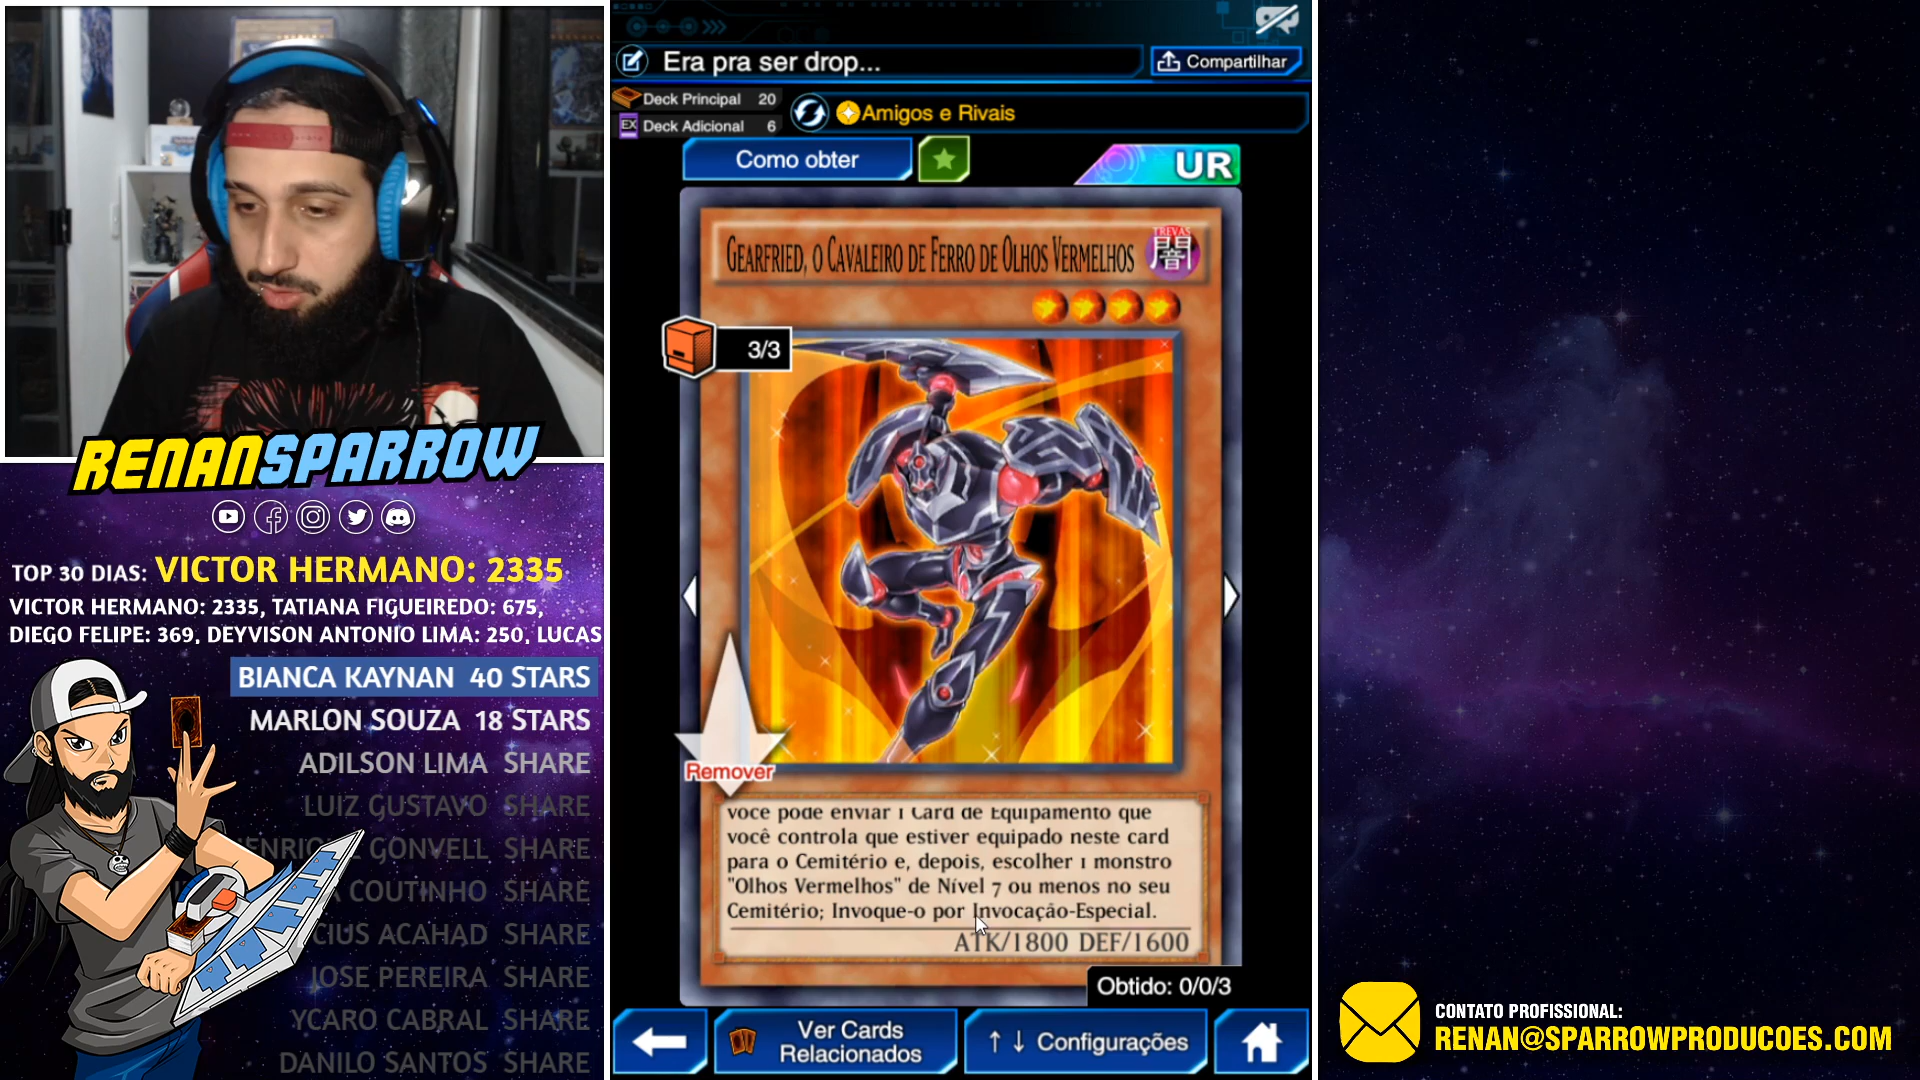 RENANSPARROW
TOP 30 DIAS: VICTOR HERMANO: 2335
VICTOR HERMANO: 2335, TATIANA FIGUEIREDO: 675,
DIEGO FELIPE: 369, DEYVISON ANTONIO LIMA: 250, LUCAS
BIANCA KAYNAN 40 STARS
MARLON SOUZA 18 STARS
ADILSON LIMA SHARE
LUIZ GUSTAVO SHARE
GONVELL SHARE
COUTINHO SHARE
ACAHAD SHARE
JOSE PEREIRA SHARE
YCARO CABRAL SHARE
DANILO SANTOS SHARE
Era pra ser drop...
Compartilhar
Deck Principal 20
EX Deck Adicional 6
Amigos e Rivais
Como obter
UR
Gearfried, o Cavaleiro de Ferro de Olhos Vermelhos
TREVAS
闇
3/3
Remover
você pode enviar 1 Card de Equipamento que
você controla que estiver equipado neste card
para o Cemitério e, depois, escolher 1 monstro
"Olhos Vermelhos" de Nível 7 ou menos no seu
Cemitério; Invoque-o por Invocação-Especial.
ATK/1800 DEF/1600
Obtido: 0/0/3
Ver Cards
Relacionados
↑ ↓ Configurações
CONTATO PROFISSIONAL:
RENAN@SPARROWPRODUCOES.COM